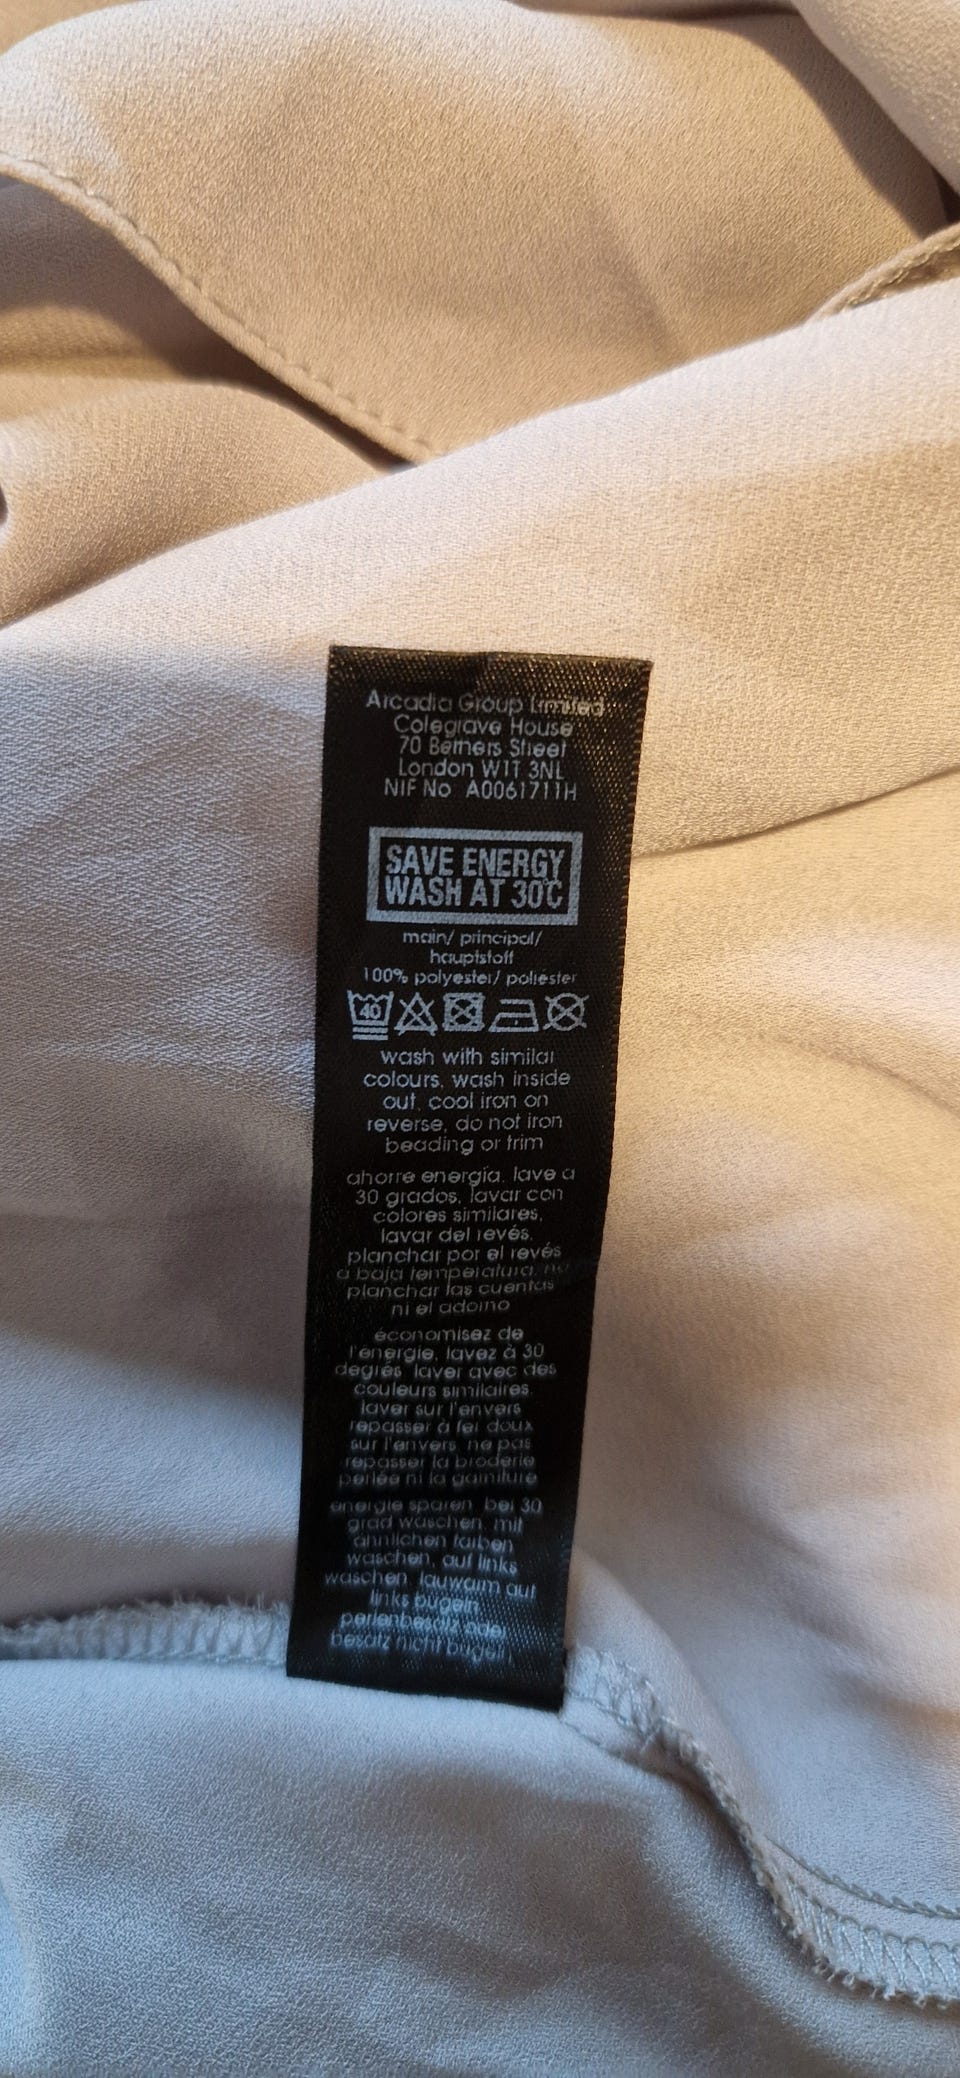 Arcadia Group Limited
Colegrave House
70 Berners Street
London W1T 3NL
NIF No A0061711H
SAVE ENERGY
WASH AT 30°C
main/ principal/
hauptstoff
100% polyester/ poliéster
40
wash with similar
colours, wash inside
out, cool iron on
reverse, do not iron
beading or trim
ahorre energía, lave a
30 grados, lavar con
colores similares,
lavar del revés,
planchar por el revés
a baja temperatura, no
planchar las cuentas
ni el adorno
économisez de
l'énergie, lavez à 30
degrés, laver avec des
couleurs similaires,
laver sur l'envers
repasser à fer doux
sur l'envers, ne pas
repasser la broderie
perlée ni la garniture
energie sparen, bei 30
grad waschen, mit
ähnlichen farben
waschen, auf links
waschen, lauwarm auf
links bügeln,
perlenbesatz oder
besatz nicht bügeln